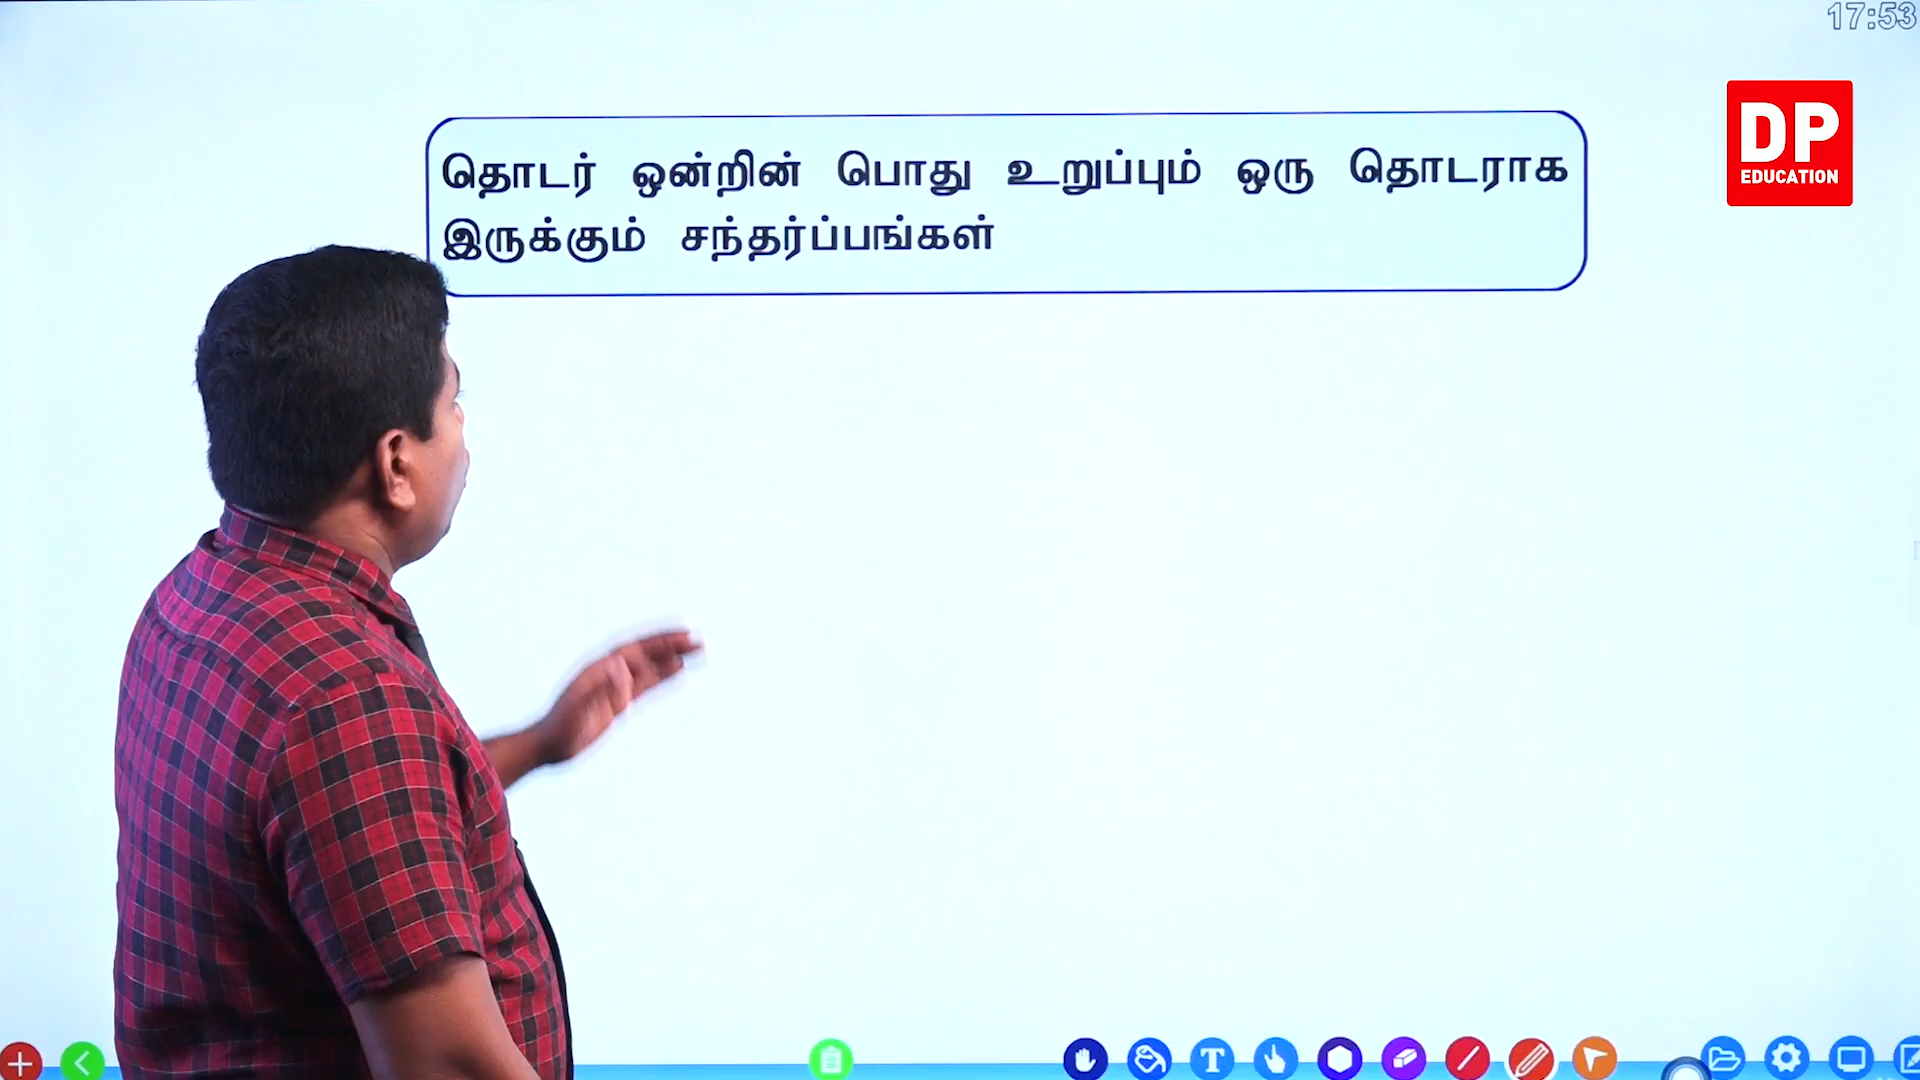 17:53
DP
EDUCATION
தொடர் ஒன்றின் பொது உறுப்பும் ஒரு தொடராக
இருக்கும் சந்தர்ப்பங்கள்
T